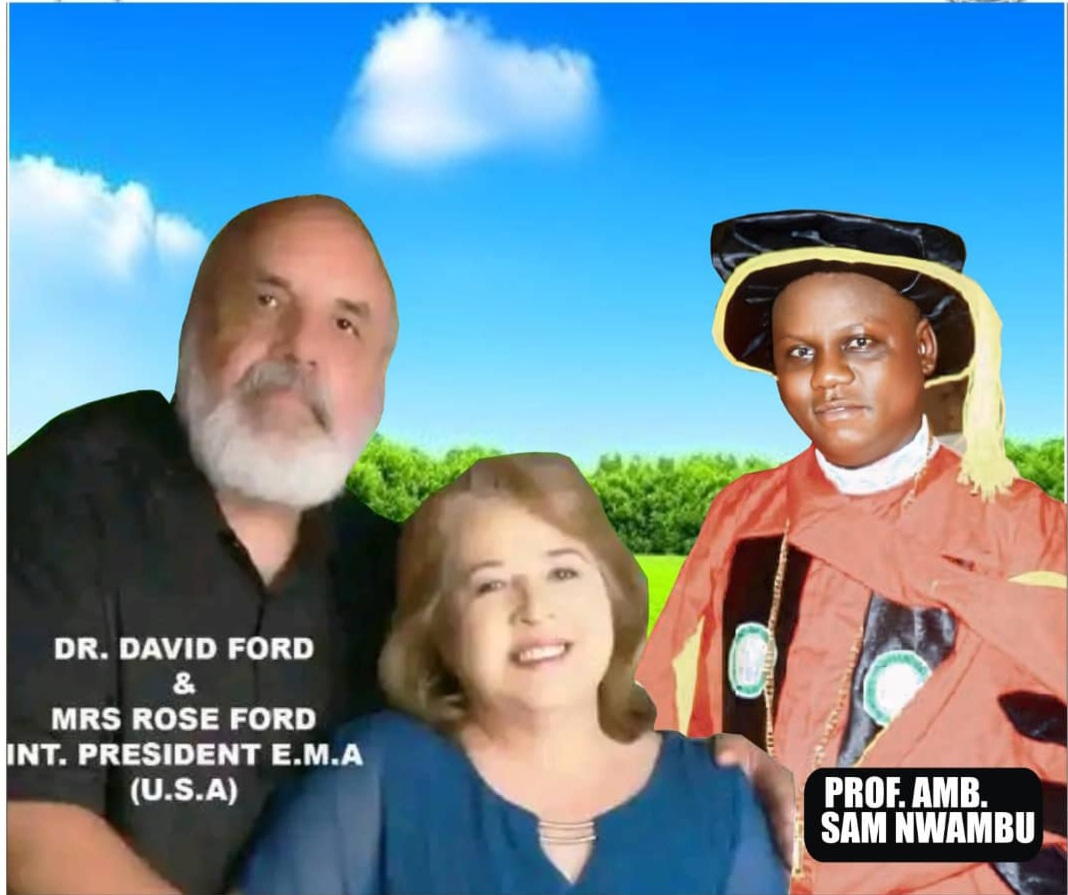 DR. DAVID FORD
&
MRS ROSE FORD
INT. PRESIDENT E.M.A
(U.S.A)
PROF. AMB.
SAM NWAMBU